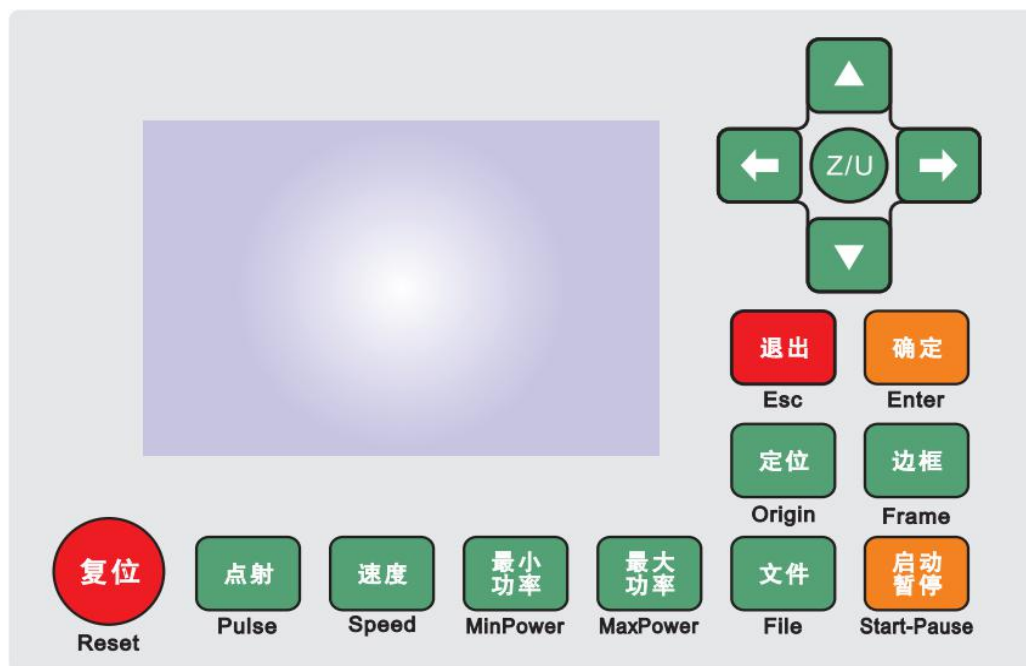 Z/U
退出
确定
Esc
Enter
定位
边框
Origin
Frame
复位
点射
速度
最小
功率
最大
功率
文件
启动
暂停
Reset
Pulse
Speed
MinPower
MaxPower
File
Start-Pause